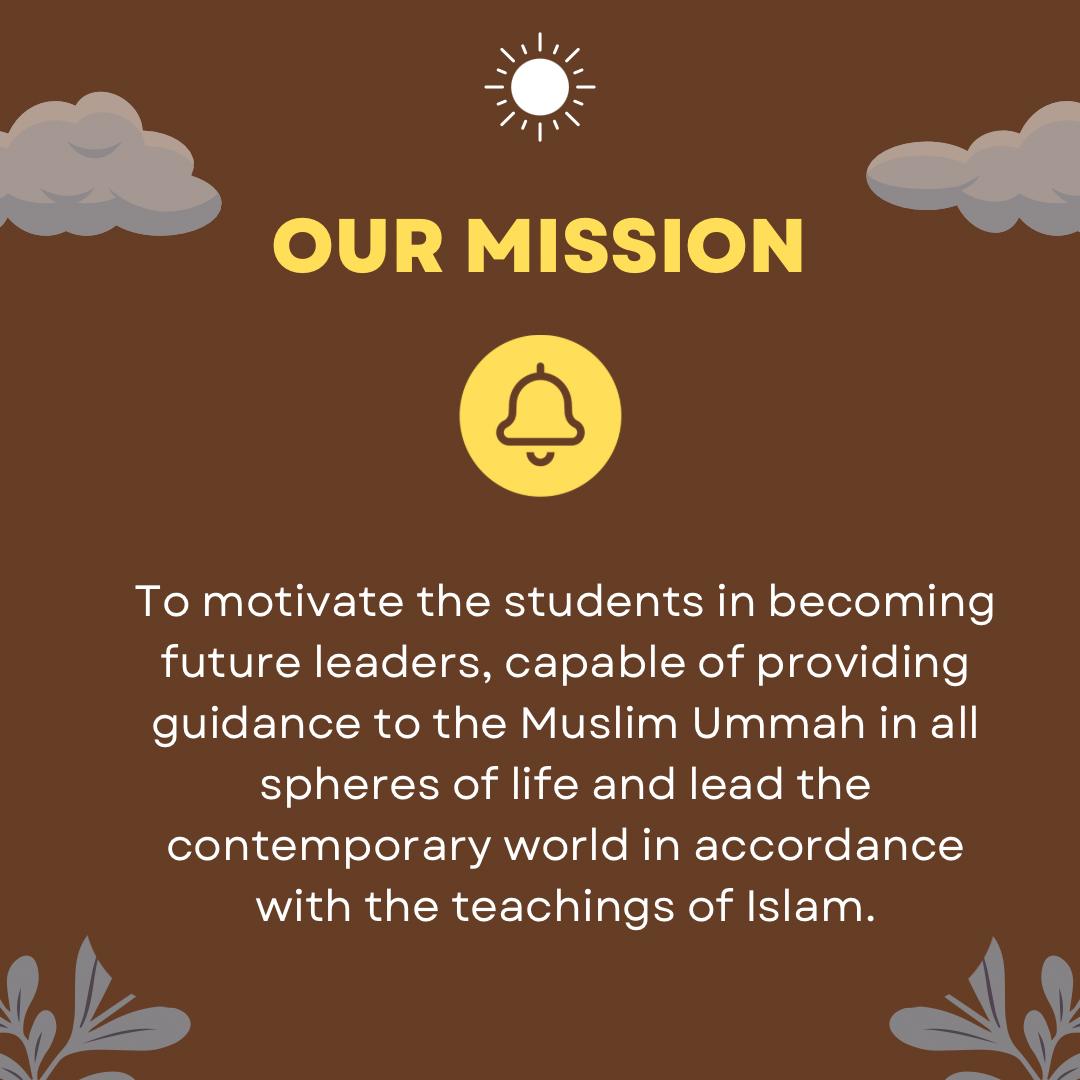 OUR MISSION
To motivate the students in becoming
future leaders, capable of providing
guidance to the Muslim Ummah in all
spheres of life and lead the
contemporary world in accordance
with the teachings of Islam.